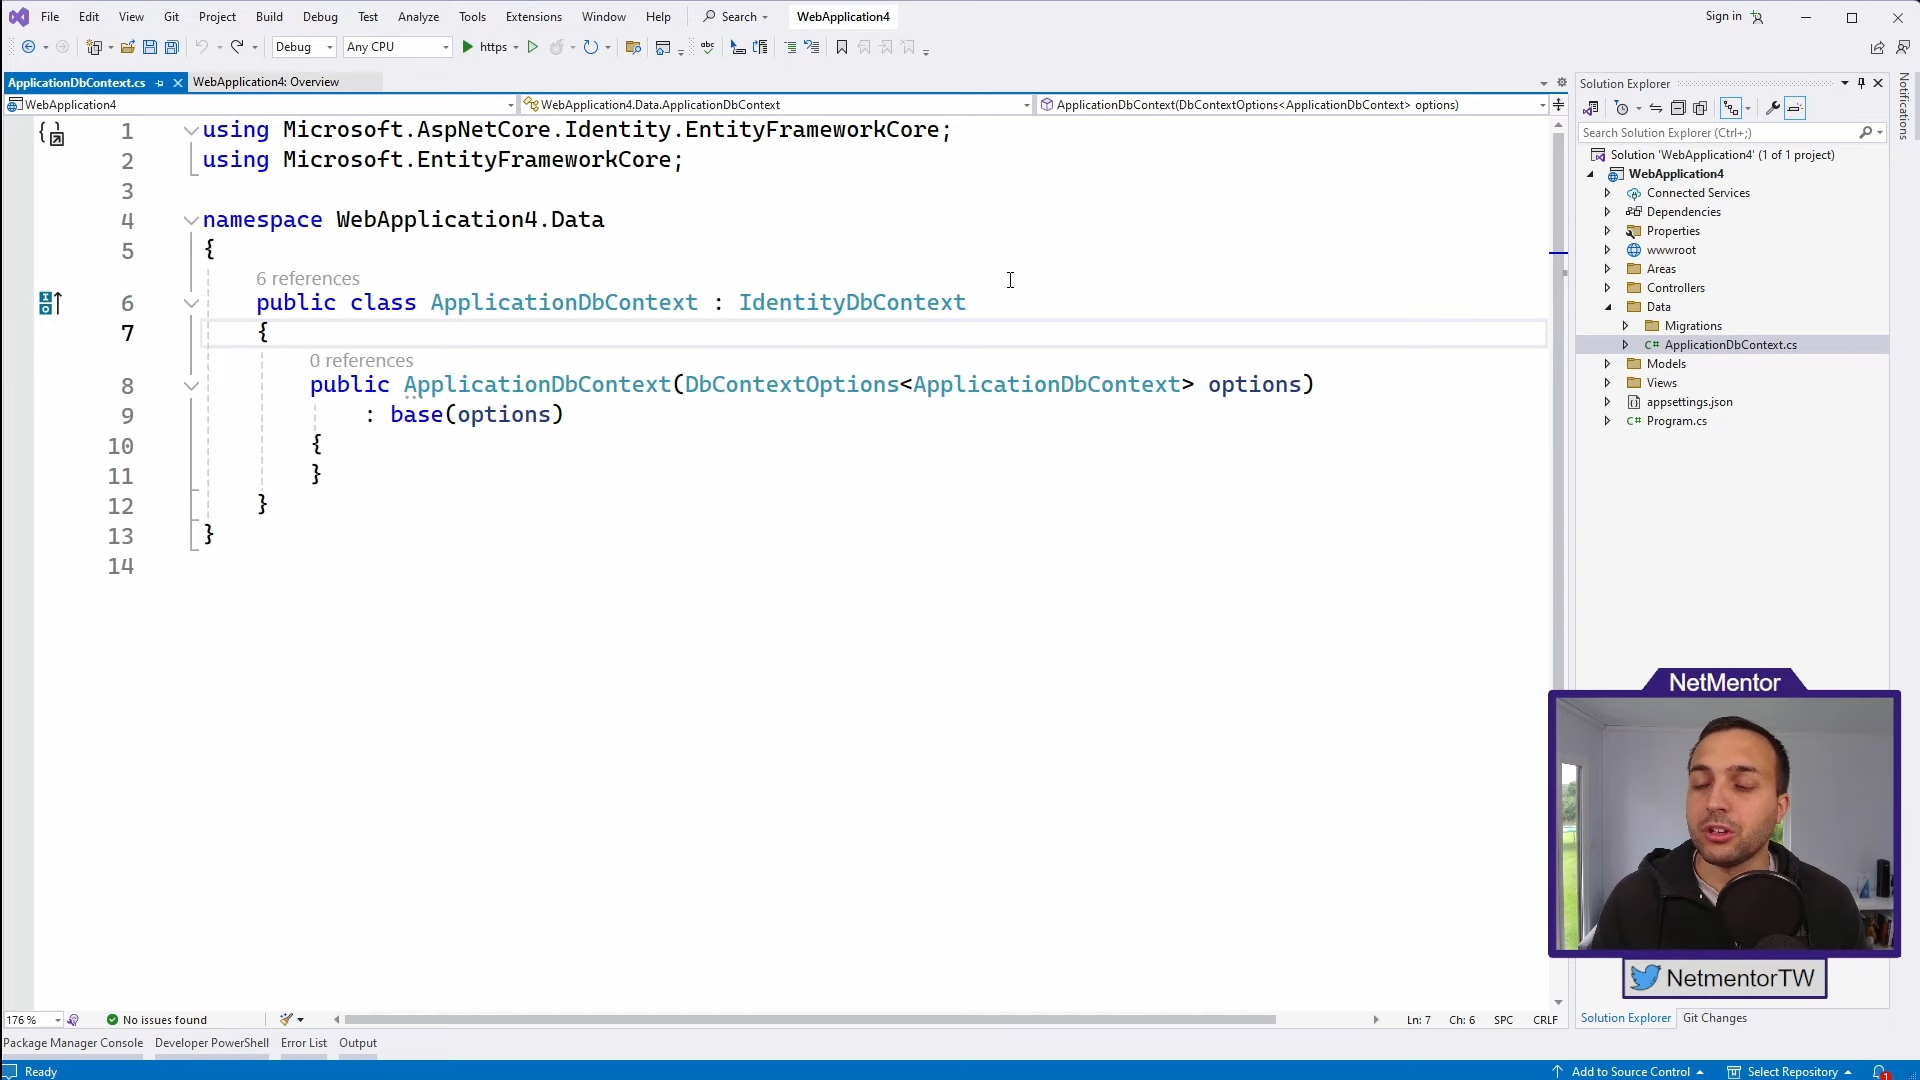 File Edit View Git Project Build Debug Test Analyze Tools Extensions Window Help Search WebApplication4 Sign in
Debug Any CPU https
ApplicationDbContext.cs WebApplication4: Overview
WebApplication4 WebApplication4.Data.ApplicationDbContext ApplicationDbContext(DbContextOptions<ApplicationDbContext> options)
1 using Microsoft.AspNetCore.Identity.EntityFrameworkCore;
2 using Microsoft.EntityFrameworkCore;
3
4 namespace WebApplication4.Data
5 {
6 references
6 public class ApplicationDbContext : IdentityDbContext
7 {
0 references
8 public ApplicationDbContext(DbContextOptions<ApplicationDbContext> options)
9 : base(options)
10 {
11 }
12 }
13 }
14
176 % No issues found Ln: 7 Ch: 6 SPC CRLF
Package Manager Console Developer PowerShell Error List Output
Ready Add to Source Control Select Repository 1
Solution Explorer
Search Solution Explorer (Ctrl+;)
Solution 'WebApplication4' (1 of 1 project)
WebApplication4
Connected Services
Dependencies
Properties
wwwroot
Areas
Controllers
Data
Migrations
C# ApplicationDbContext.cs
Models
Views
appsettings.json
C# Program.cs
Notifications
NetMentor
NetmentorTW
Solution Explorer Git Changes